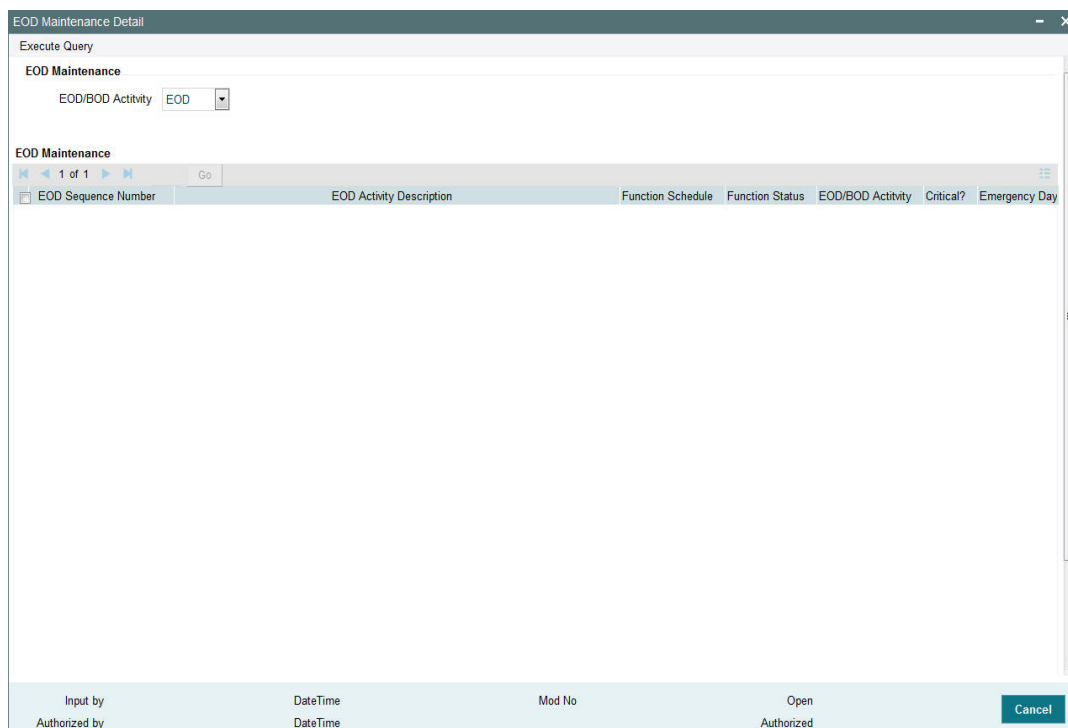 EOD Maintenance Detail
Execute Query
EOD Maintenance
EOD/BOD Actitvity EOD
EOD Maintenance
1 of 1 Go
EOD Sequence Number EOD Activity Description Function Schedule Function Status EOD/BOD Actitvity Critical? Emergency Day
Input by DateTime Mod No Open
Cancel
Authorized by DateTime Authorized